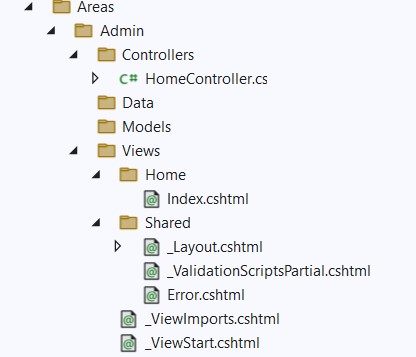 Areas
Admin
Controllers
C# HomeController.cs
Data
Models
Views
Home
@ Index.cshtml
Shared
@ _Layout.cshtml
@ _ValidationScriptsPartial.cshtml
@ Error.cshtml
@ _ViewImports.cshtml
@ _ViewStart.cshtml